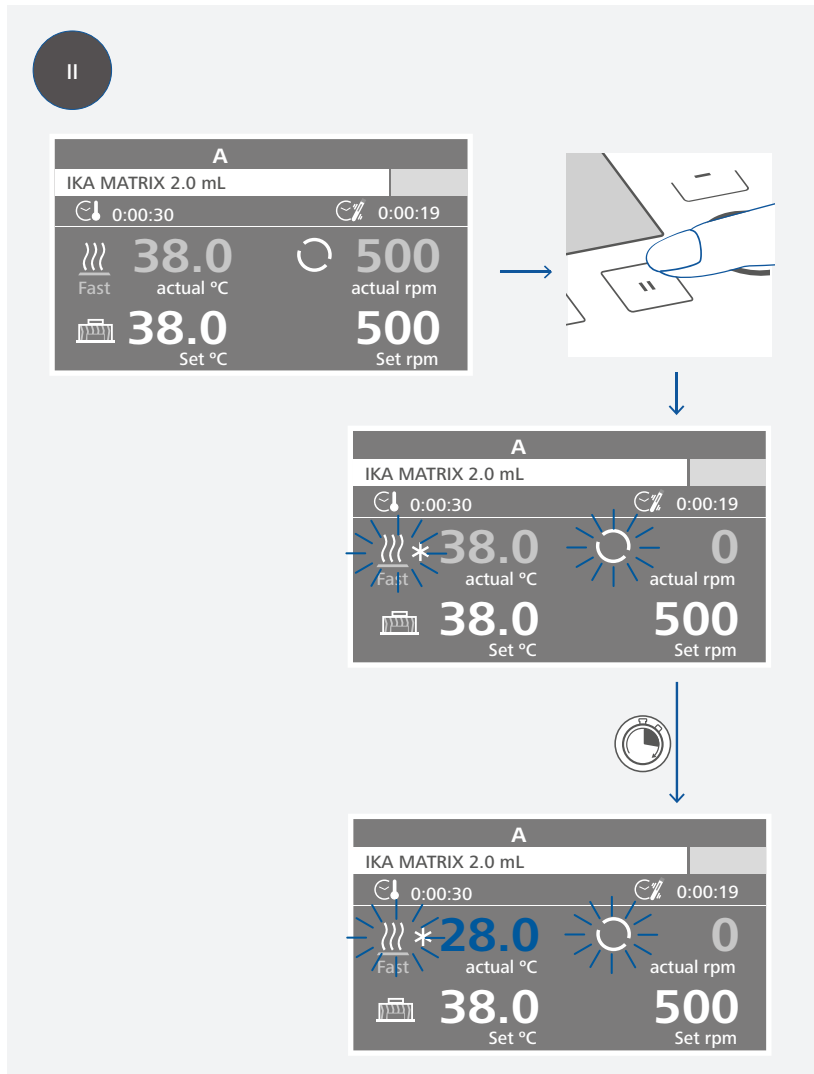 II
A
IKA MATRIX 2.0 mL
0:00:30 0:00:19
38.0 500
Fast actual °C actual rpm
38.0 500
Set °C Set rpm
I
II
A
IKA MATRIX 2.0 mL
0:00:30 0:00:19
38.0 0
Fast actual °C actual rpm
38.0 500
Set °C Set rpm
A
IKA MATRIX 2.0 mL
0:00:30 0:00:19
28.0 0
Fast actual °C actual rpm
38.0 500
Set °C Set rpm